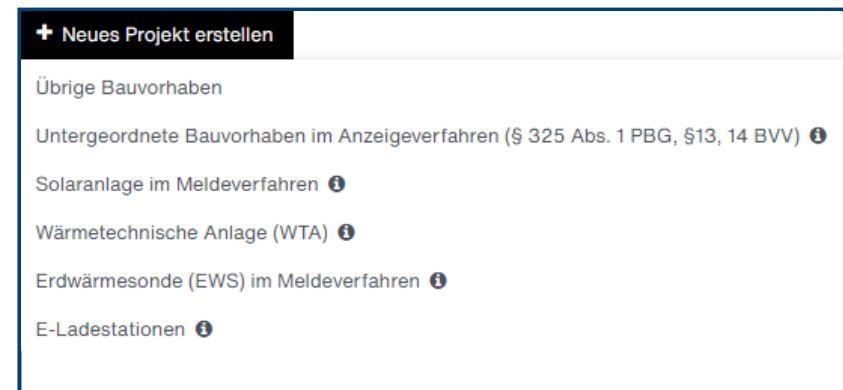 + Neues Projekt erstellen
Übrige Bauvorhaben
Untergeordnete Bauvorhaben im Anzeigeverfahren (§ 325 Abs. 1 PBG, §13, 14 BVV)
Solaranlage im Meldeverfahren
Wärmetechnische Anlage (WTA)
Erdwärmesonde (EWS) im Meldeverfahren
E-Ladestationen